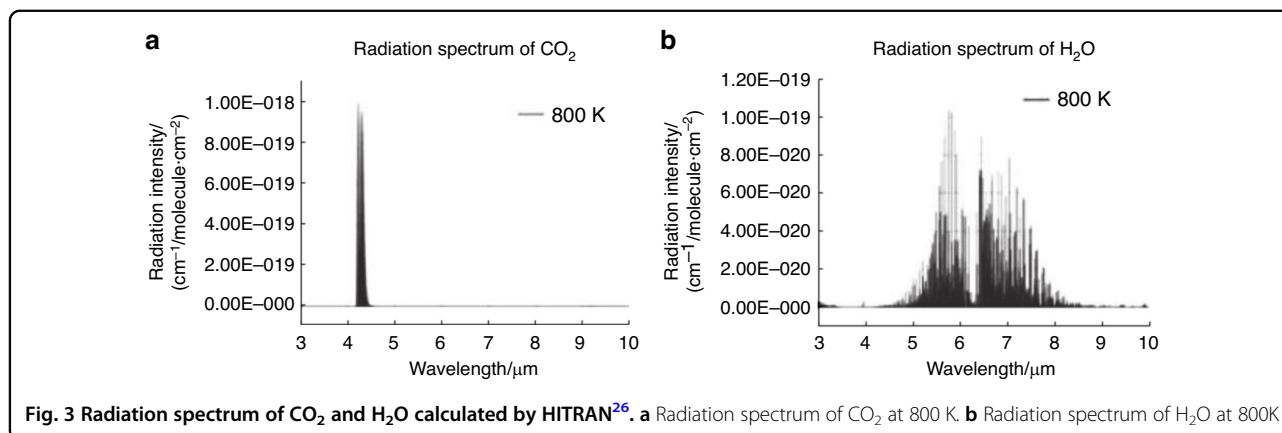 a
Radiation spectrum of CO₂
Radiation intensity/
(cm⁻¹/molecule·cm⁻²)
1.00E–018
8.00E–019
6.00E–019
4.00E–019
2.00E–019
0.00E–000
800 K
3 4 5 6 7 8 9 10
Wavelength/μm
b
Radiation spectrum of H₂O
Radiation intensity/
(cm⁻¹/molecule·cm⁻²)
1.20E–019
1.00E–019
8.00E–020
6.00E–020
4.00E–020
2.00E–020
0.00E–000
800 K
3 4 5 6 7 8 9 10
Wavelength/μm
Fig. 3 Radiation spectrum of CO₂ and H₂O calculated by HITRAN²⁶. a Radiation spectrum of CO₂ at 800 K. b Radiation spectrum of H₂O at 800K